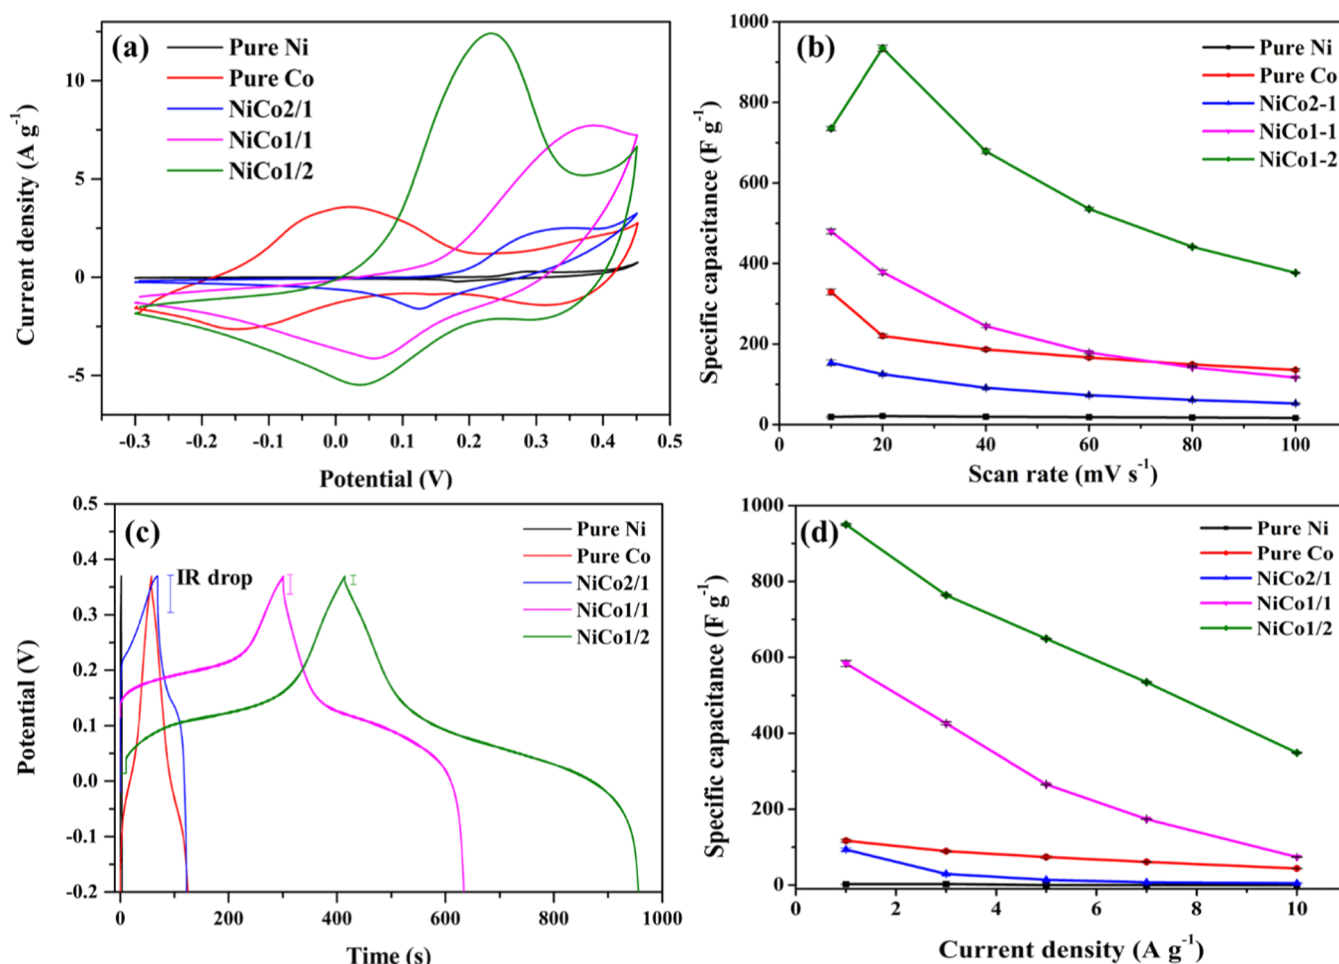 (a)
Pure Ni
Pure Co
NiCo2/1
NiCo1/1
NiCo1/2
Current density (A g-1)
10
5
0
-5
-0.3 -0.2 -0.1 0.0 0.1 0.2 0.3 0.4 0.5
Potential (V)
(b)
Pure Ni
Pure Co
NiCo2-1
NiCo1-1
NiCo1-2
Specific capacitance (F g-1)
1000
800
600
400
200
0
0 20 40 60 80 100
Scan rate (mV s-1)
(c)
Pure Ni
Pure Co
NiCo2/1
NiCo1/1
NiCo1/2
IR drop
Potential (V)
0.5
0.4
0.3
0.2
0.1
0.0
-0.1
-0.2
0 200 400 600 800 1000
Time (s)
(d)
Pure Ni
Pure Co
NiCo2/1
NiCo1/1
NiCo1/2
Specific capacitance (F g-1)
1000
800
600
400
200
0
0 2 4 6 8 10
Current density (A g-1)